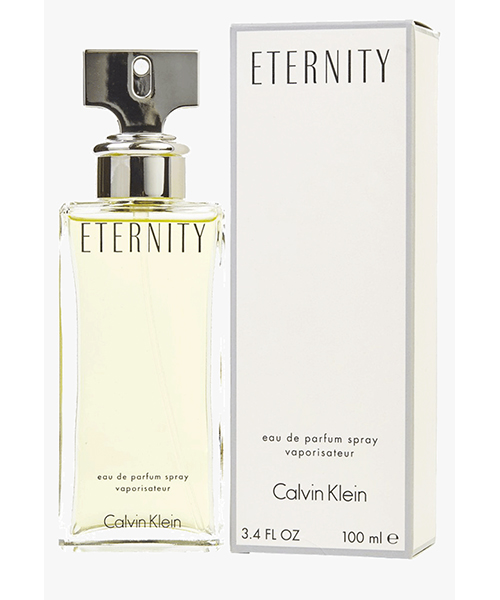 ETERNITY
eau de parfum spray
vaporisateur
Calvin Klein
ETERNITY
eau de parfum spray
vaporisateur
Calvin Klein
3.4 FL OZ 100 ml ℮